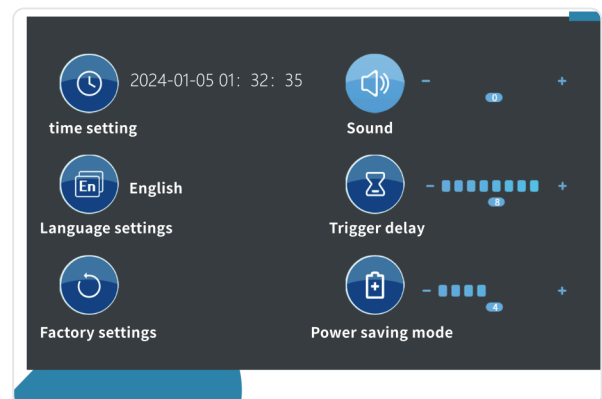 2024-01-05 01: 32: 35
time setting
- 0 +
Sound
En English
Language settings
- 8 +
Trigger delay
Factory settings
- 4 +
Power saving mode